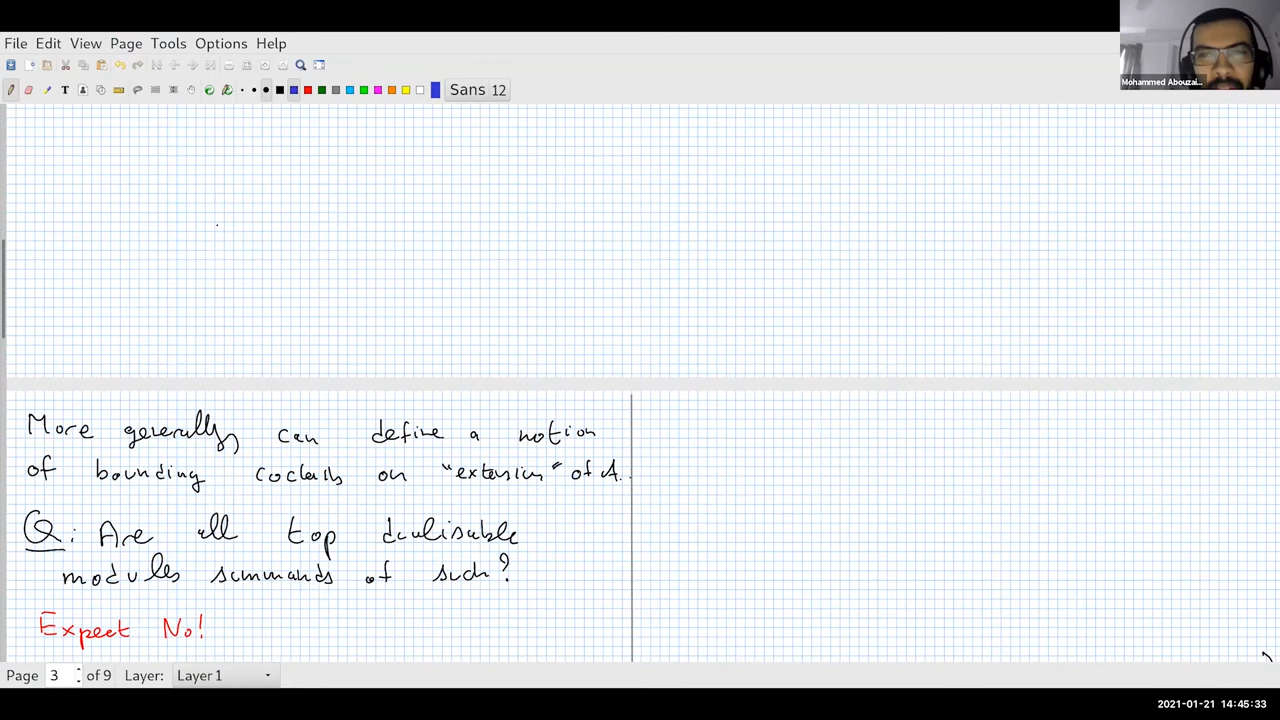 File Edit View Page Tools Options Help
Sans 12
Mohammed Abouzai...
More generally, can define a notion
of bounding cochains on "extension" of A.
Q: Are all top dualisable
modules summands of such?
Expect No!
Page 3 of 9 Layer: Layer 1
2021-01-21 14:45:33